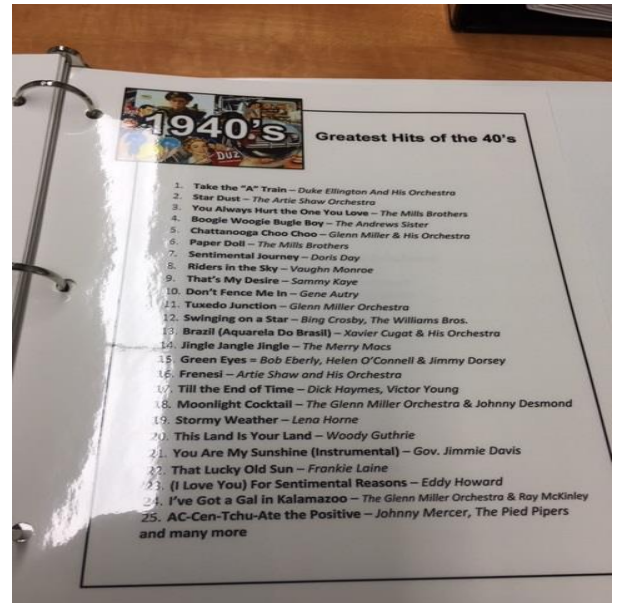 1940's
DUZ
Greatest Hits of the 40's
1. Take the "A" Train – Duke Ellington And His Orchestra
2. Star Dust – The Artie Shaw Orchestra
3. You Always Hurt the One You Love – The Mills Brothers
4. Boogie Woogie Bugle Boy – The Andrews Sister
5. Chattanooga Choo Choo – Glenn Miller & His Orchestra
6. Paper Doll – The Mills Brothers
7. Sentimental Journey – Doris Day
8. Riders in the Sky – Vaughn Monroe
9. That's My Desire – Sammy Kaye
10. Don't Fence Me In – Gene Autry
11. Tuxedo Junction – Glenn Miller Orchestra
12. Swinging on a Star – Bing Crosby, The Williams Bros.
13. Brazil (Aquarela Do Brasil) – Xavier Cugat & His Orchestra
14. Jingle Jangle Jingle – The Merry Macs
15. Green Eyes = Bob Eberly, Helen O'Connell & Jimmy Dorsey
16. Frenesi – Artie Shaw and His Orchestra
17. Till the End of Time – Dick Haymes, Victor Young
18. Moonlight Cocktail – The Glenn Miller Orchestra & Johnny Desmond
19. Stormy Weather – Lena Horne
20. This Land Is Your Land – Woody Guthrie
21. You Are My Sunshine (Instrumental) – Gov. Jimmie Davis
22. That Lucky Old Sun – Frankie Laine
23. (I Love You) For Sentimental Reasons – Eddy Howard
24. I've Got a Gal in Kalamazoo – The Glenn Miller Orchestra & Ray McKinley
25. AC-Cen-Tchu-Ate the Positive – Johnny Mercer, The Pied Pipers
and many more